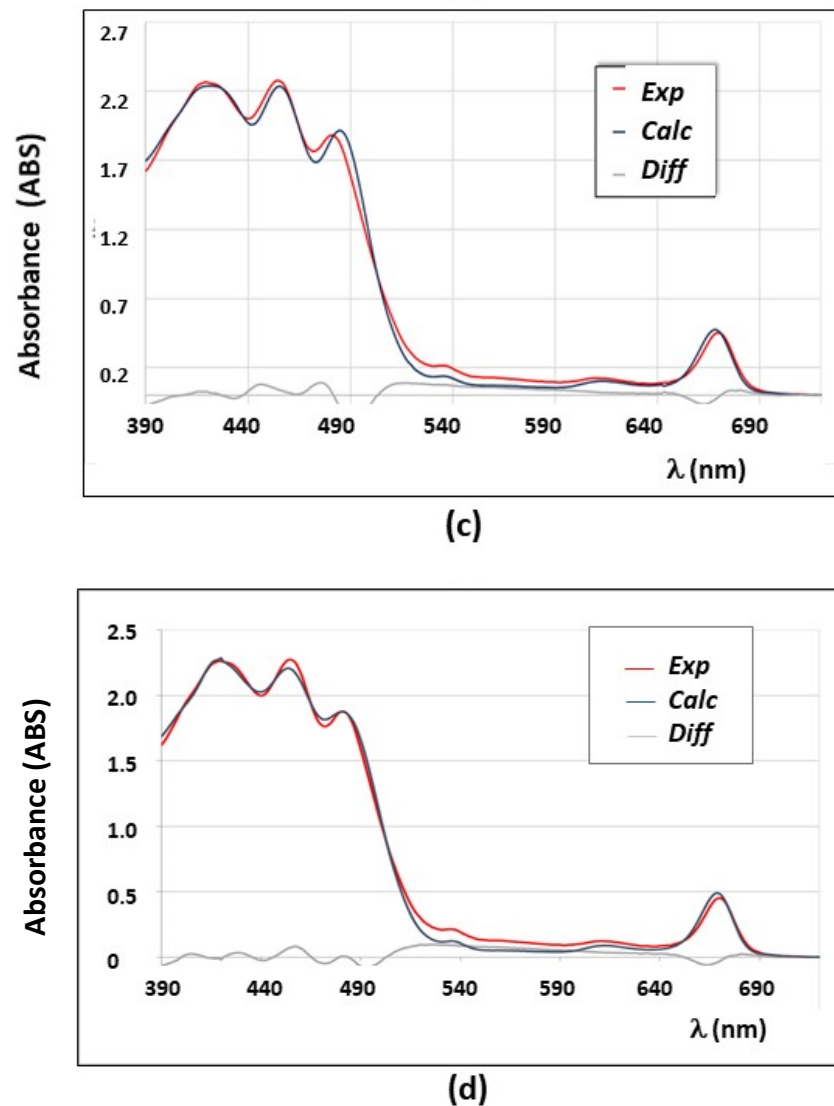 2.7
2.2
1.7
1.2
0.7
0.2
Absorbance (ABS)
Exp
Calc
Diff
390 440 490 540 590 640 690
λ (nm)
(c)
2.5
2.0
1.5
1.0
0.5
0
Absorbance (ABS)
Exp
Calc
Diff
390 440 490 540 590 640 690
λ (nm)
(d)